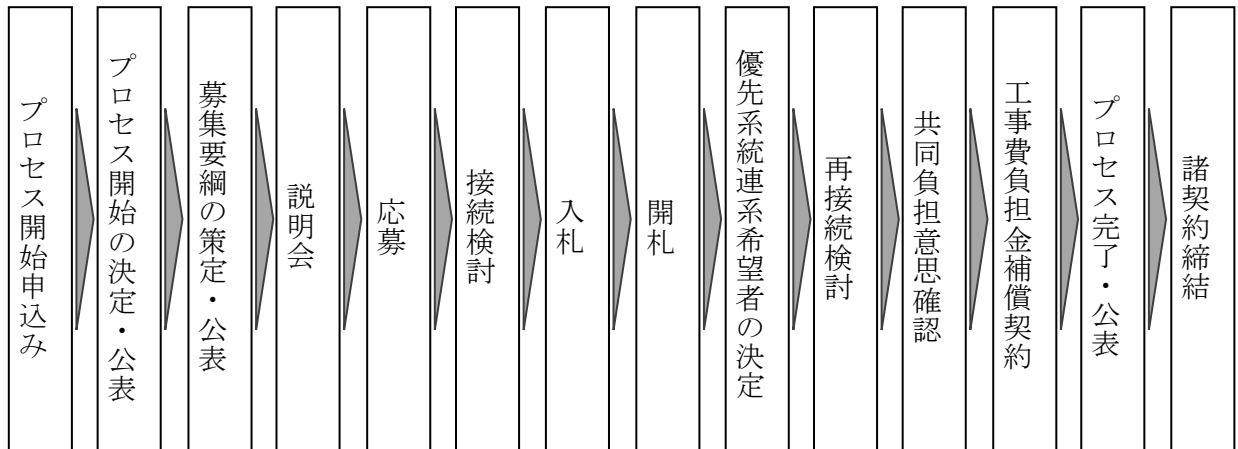 プロセス開始申込み
プロセス開始の決定・公表
募集要綱の策定・公表
説明会
応募
接続検討
入札
開札
優先系統連系希望者の決定
再接続検討
共同負担意思確認
工事費負担金補償契約
プロセス完了・公表
諸契約締結